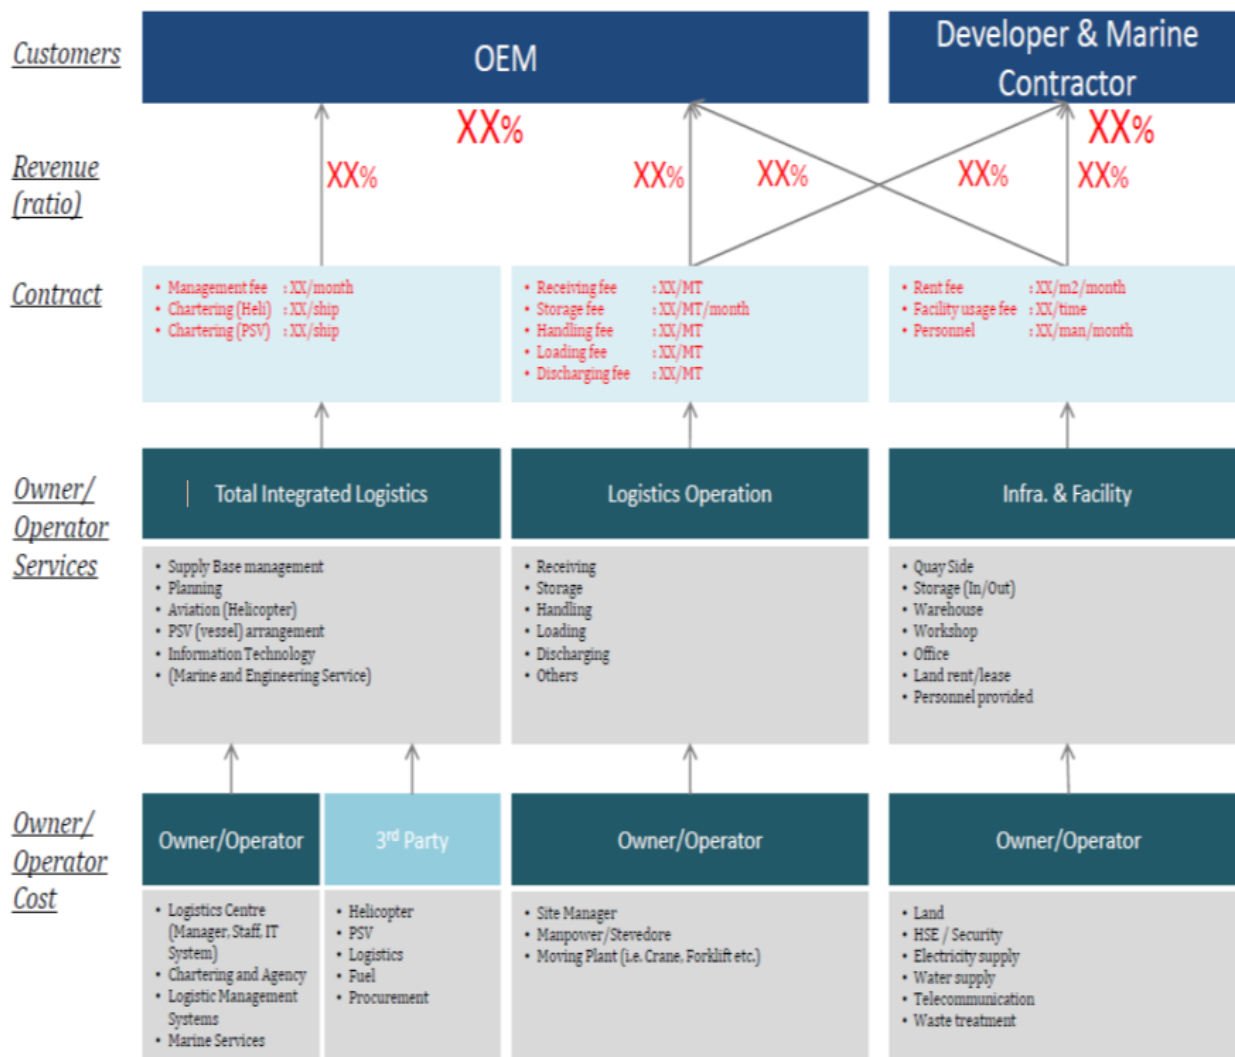 Customers
OEM
Developer & Marine
Contractor
XX%
XX%
Revenue
(ratio)
XX%
XX%
XX%
XX%
XX%
Contract
• Management fee : XX/month
• Chartering (Heli) : XX/ship
• Chartering (PSV) : XX/ship
• Receiving fee : XX/MT
• Storage fee : XX/MT/month
• Handling fee : XX/MT
• Loading fee : XX/MT
• Discharging fee : XX/MT
• Rent fee : XX/m2/month
• Facility usage fee : XX/time
• Personnel : XX/man/month
Owner/
Operator
Services
Total Integrated Logistics
• Supply Base management
• Planning
• Aviation (Helicopter)
• PSV (vessel) arrangement
• Information Technology
• (Marine and Engineering Service)
Logistics Operation
• Receiving
• Storage
• Handling
• Loading
• Discharging
• Others
Infra. & Facility
• Quay Side
• Storage (In/Out)
• Warehouse
• Workshop
• Office
• Land rent/lease
• Personnel provided
Owner/
Operator
Cost
Owner/Operator
• Logistics Centre
(Manager, Staff, IT
System)
• Chartering and Agency
• Logistic Management
Systems
• Marine Services
3rd Party
• Helicopter
• PSV
• Logistics
• Fuel
• Procurement
Owner/Operator
• Site Manager
• Manpower/Stevedore
• Moving Plant (i.e. Crane, Forklift etc.)
Owner/Operator
• Land
• HSE / Security
• Electricity supply
• Water supply
• Telecommunication
• Waste treatment